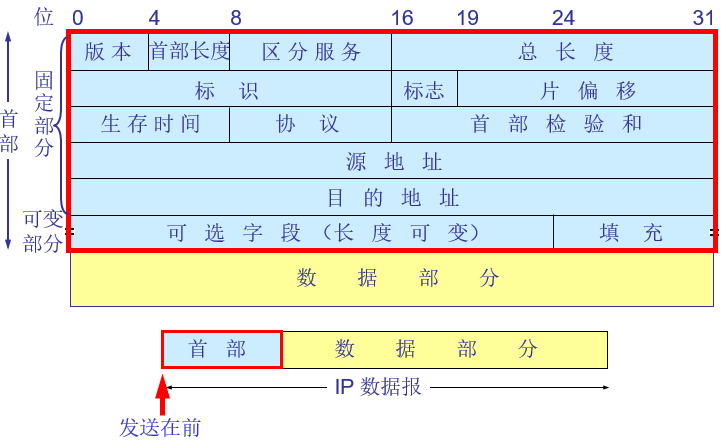 位 0 4 8 16 19 24 31
版本 首部长度 区分服务 总长度
标识 标志 片偏移
生存时间 协议 首部检验和
源地址
目的地址
可选字段（长度可变） 填充
首部
固定部分
可变部分
数据部分
首部 数据部分
IP 数据报
发送在前